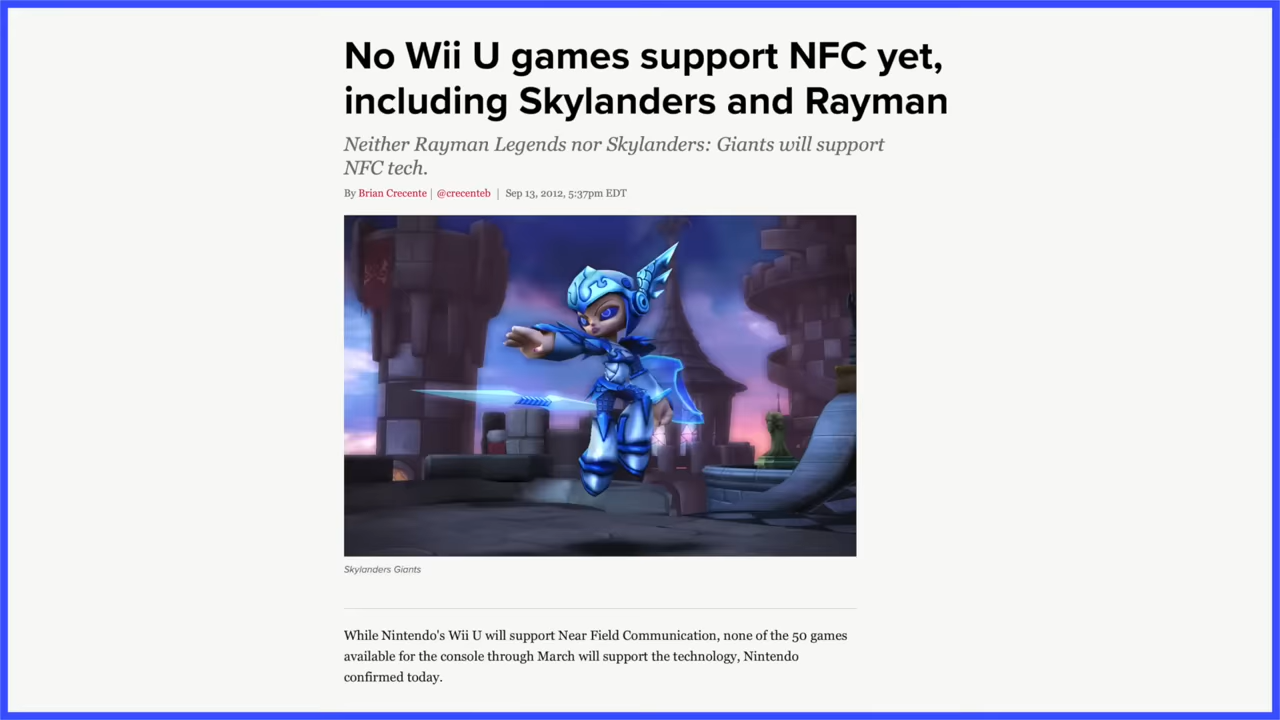 No Wii U games support NFC yet,
including Skylanders and Rayman
Neither Rayman Legends nor Skylanders: Giants will support
NFC tech.
By Brian Crecente | @crecenteb | Sep 13, 2012, 5:37pm EDT
Skylanders Giants
While Nintendo's Wii U will support Near Field Communication, none of the 50 games
available for the console through March will support the technology, Nintendo
confirmed today.